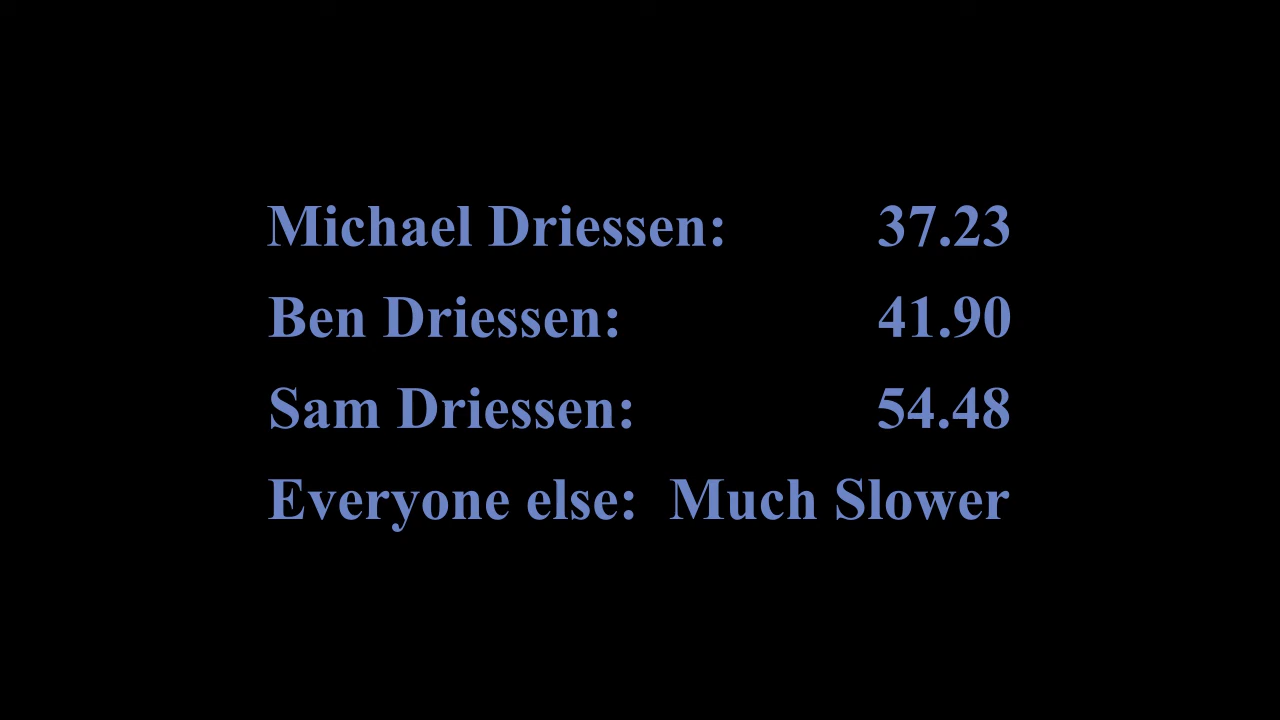 Michael Driessen: 37.23
Ben Driessen: 41.90
Sam Driessen: 54.48
Everyone else: Much Slower